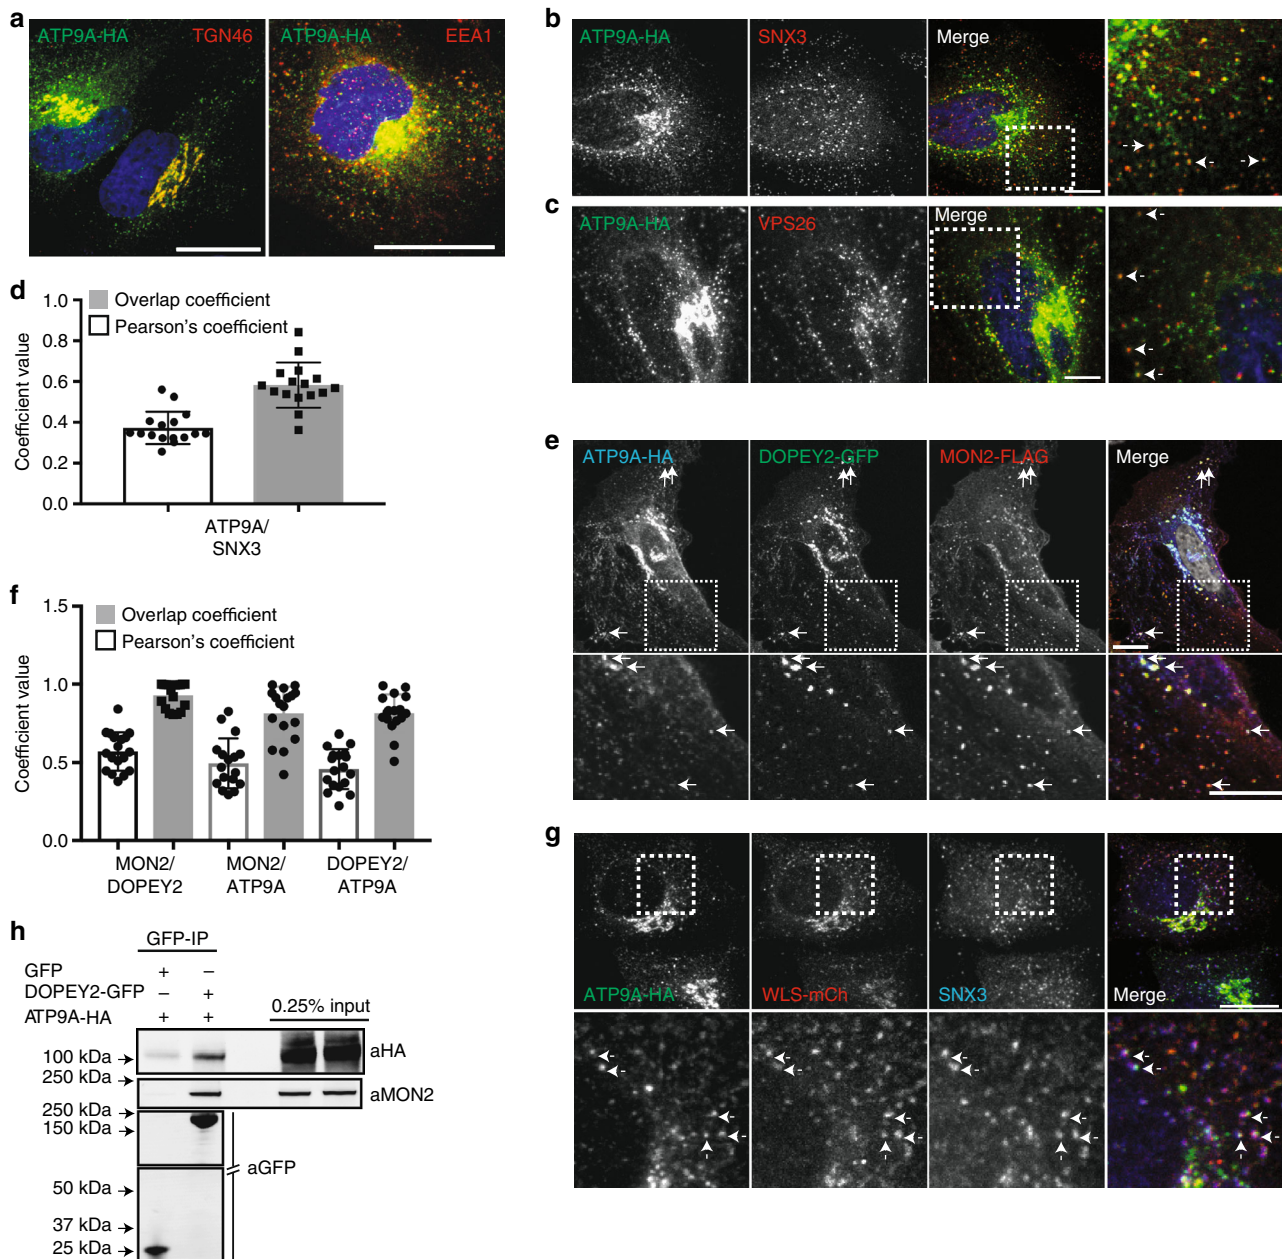 a
ATP9A-HA TGN46
ATP9A-HA EEA1
b
ATP9A-HA SNX3 Merge
c
ATP9A-HA VPS26 Merge
d
Coefficient value
1.0
0.8
0.6
0.4
0.2
0.0
Overlap coefficient
Pearson's coefficient
ATP9A/
SNX3
e
ATP9A-HA DOPEY2-GFP MON2-FLAG Merge
f
Coefficient value
1.5
1.0
0.5
0.0
Overlap coefficient
Pearson's coefficient
MON2/
DOPEY2
MON2/
ATP9A
DOPEY2/
ATP9A
g
ATP9A-HA WLS-mCh SNX3 Merge
h
GFP-IP
GFP + −
DOPEY2-GFP − +
ATP9A-HA + +
0.25% input
100 kDa
aHA
250 kDa
aMON2
250 kDa
150 kDa
aGFP
50 kDa
37 kDa
25 kDa